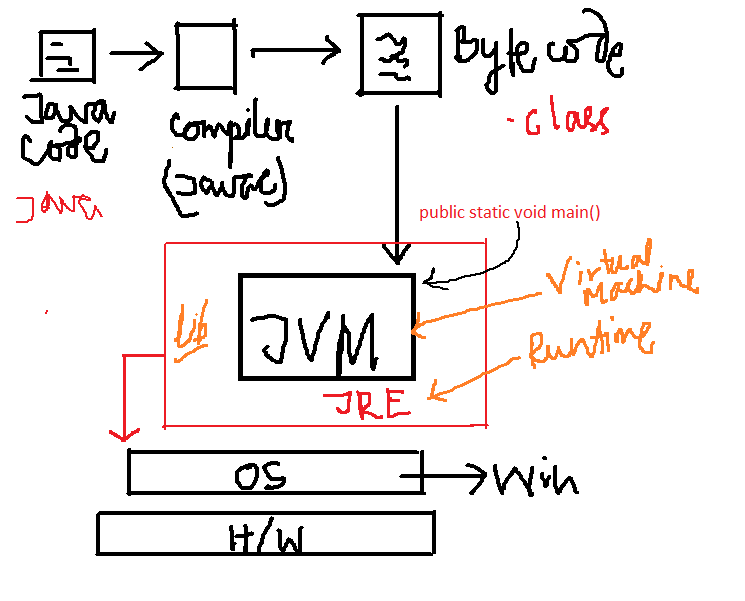 Java
code
Java
compiler
(Javac)
Byte code
.class
public static void main()
Virtual
Machine
Runtime
Lib
JVM
JRE
OS
Win
H/W